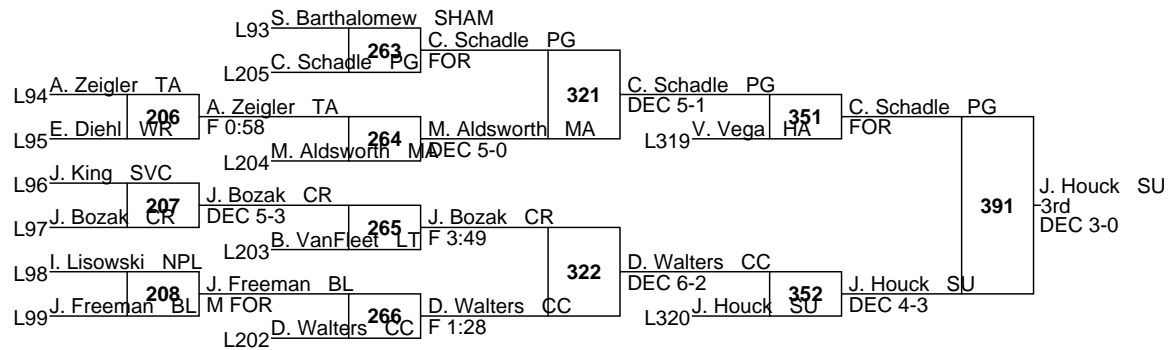 L93 S. Barthalomew SHAM
263
C. Schadle PG
FOR
L205 C. Schadle PG
L94 A. Zeigler TA
206
A. Zeigler TA
F 0:58
L95 E. Diehl WR
264
M. Aldsworth MA
DEC 5-0
L204 M. Aldsworth MA
321
C. Schadle PG
DEC 5-1
L319 V. Vega HA
351
C. Schadle PG
FOR
L96 J. King SVC
207
J. Bozak CR
DEC 5-3
L97 J. Bozak CR
265
J. Bozak CR
F 3:49
L203 B. VanFleet LT
L98 I. Lisowski NPL
208
J. Freeman BL
M FOR
L99 J. Freeman BL
266
D. Walters CC
F 1:28
L202 D. Walters CC
322
D. Walters CC
DEC 6-2
L320 J. Houck SU
352
J. Houck SU
DEC 4-3
391
J. Houck SU
3rd
DEC 3-0